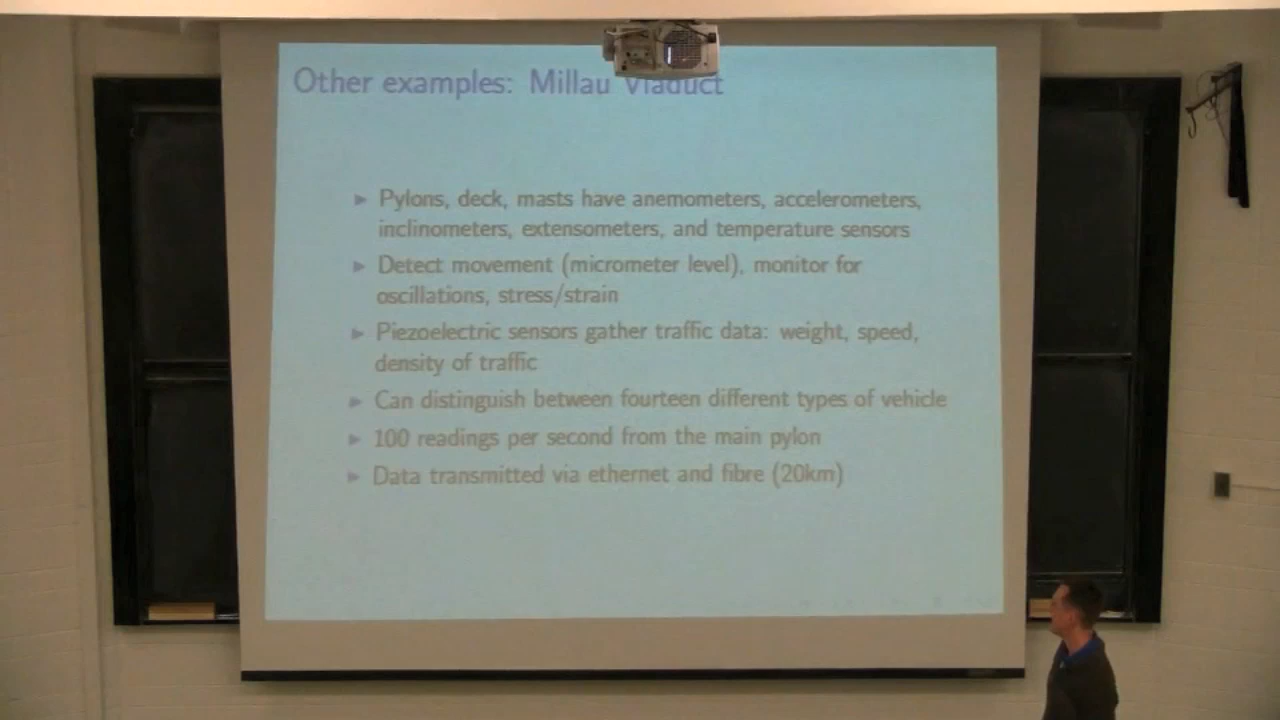 Other examples: Millau Viaduct
▶ Pylons, deck, masts have anemometers, accelerometers,
inclinometers, extensometers, and temperature sensors
▶ Detect movement (micrometer level), monitor for
oscillations, stress/strain
▶ Piezoelectric sensors gather traffic data: weight, speed,
density of traffic
▶ Can distinguish between fourteen different types of vehicle
▶ 100 readings per second from the main pylon
▶ Data transmitted via ethernet and fibre (20km)